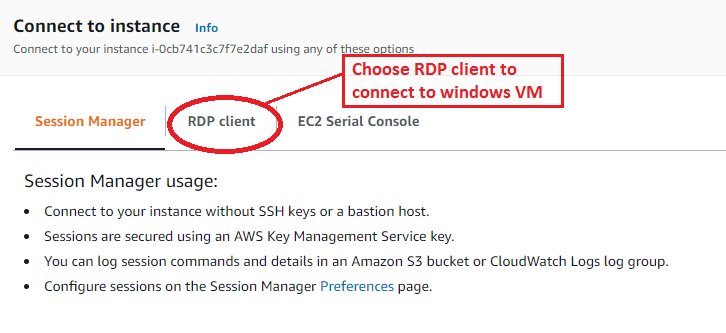 Connect to instance Info
Connect to your instance i-0cb741c3c7f7e2daf using any of these options
Choose RDP client to
connect to windows VM
Session Manager RDP client EC2 Serial Console
Session Manager usage:
• Connect to your instance without SSH keys or a bastion host.
• Sessions are secured using an AWS Key Management Service key.
• You can log session commands and details in an Amazon S3 bucket or CloudWatch Logs log group.
• Configure sessions on the Session Manager Preferences page.